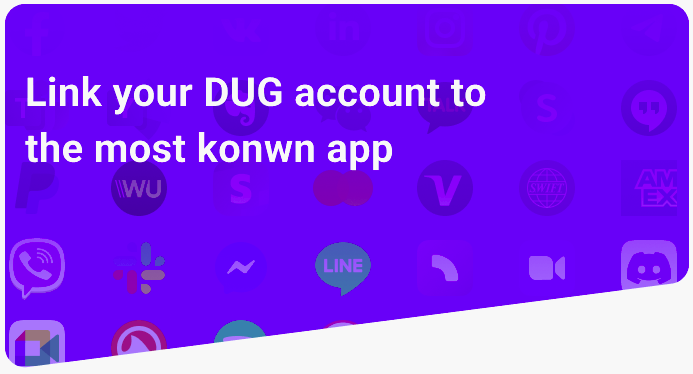 Link your DUG account to
the most konwn app
WU
SWIFT
AM
EX
LINE